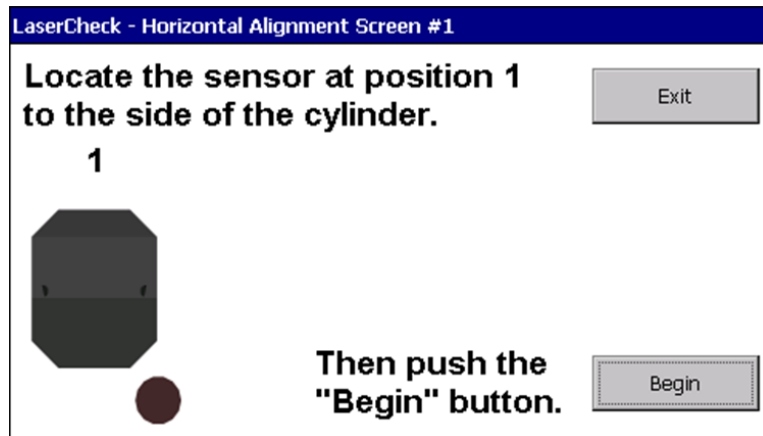 LaserCheck - Horizontal Alignment Screen #1
Locate the sensor at position 1
to the side of the cylinder.
Exit
1
Then push the
"Begin" button.
Begin